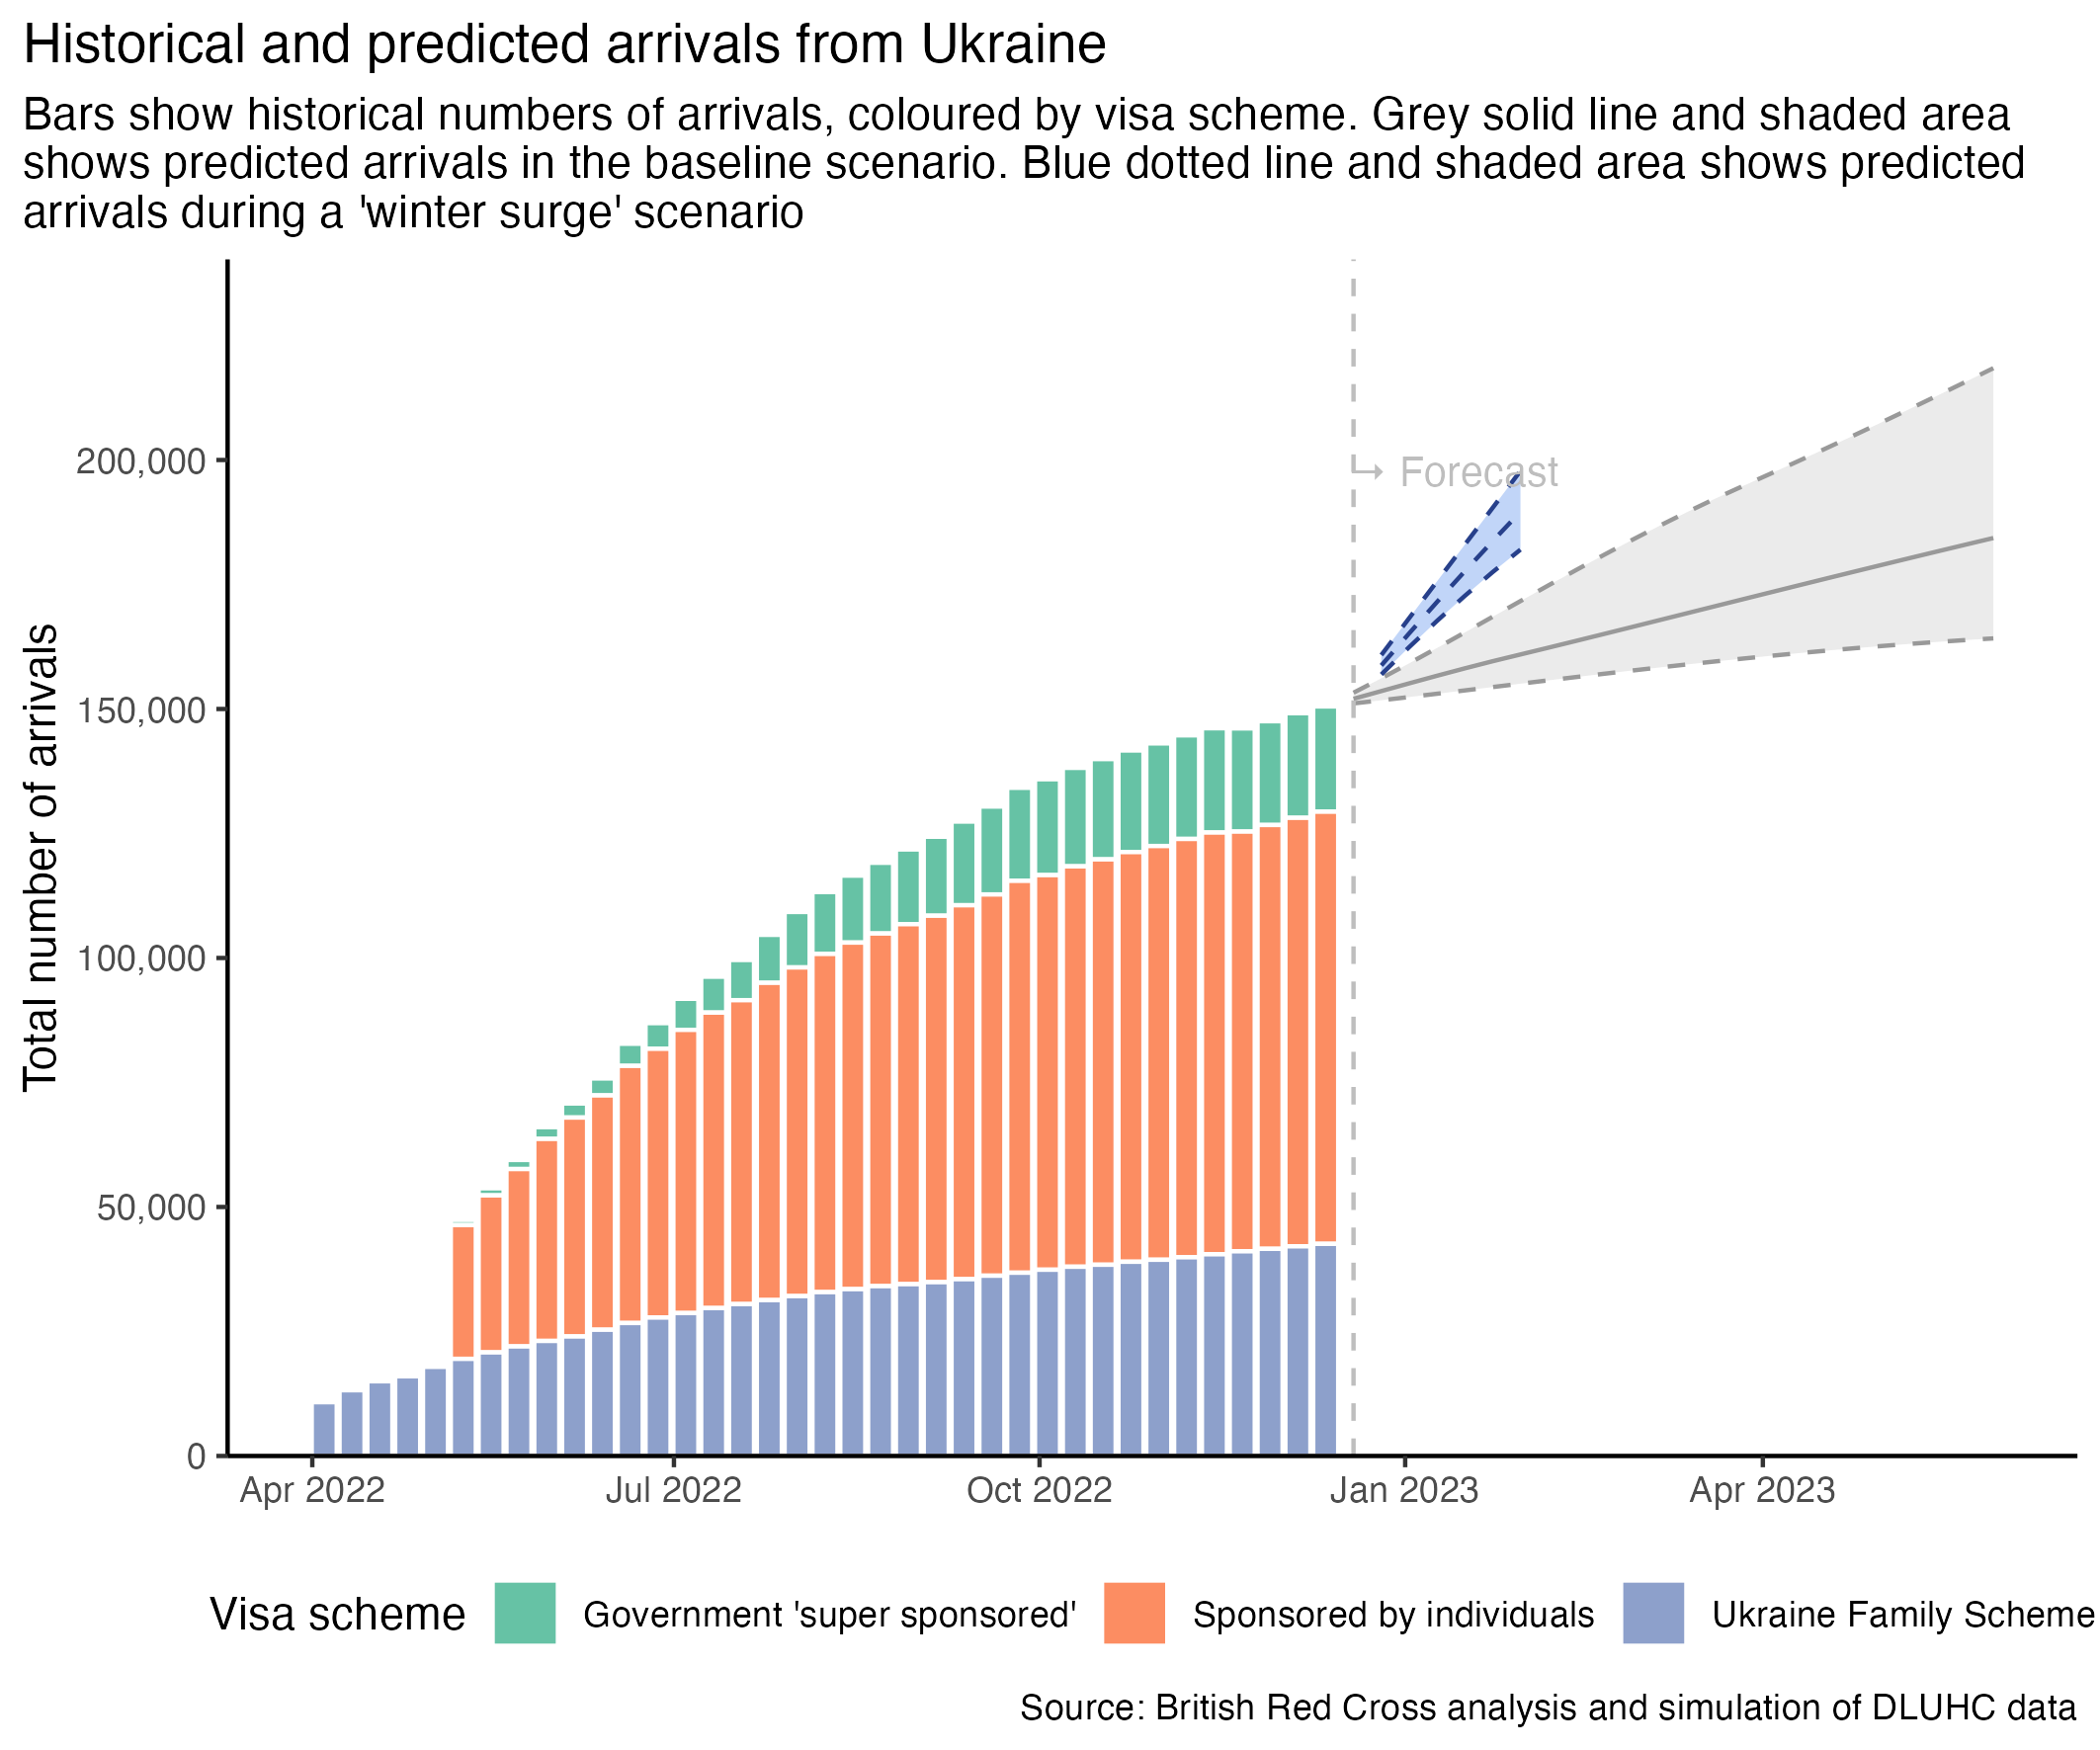 Historical and predicted arrivals from Ukraine
Bars show historical numbers of arrivals, coloured by visa scheme. Grey solid line and shaded area
shows predicted arrivals in the baseline scenario. Blue dotted line and shaded area shows predicted
arrivals during a 'winter surge' scenario
Total number of arrivals
200,000
150,000
100,000
50,000
0
Forecast
Apr 2022
Jul 2022
Oct 2022
Jan 2023
Apr 2023
Visa scheme
Government 'super sponsored'
Sponsored by individuals
Ukraine Family Scheme
Source: British Red Cross analysis and simulation of DLUHC data